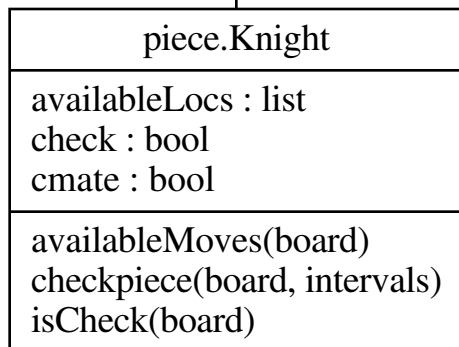 piece.Knight
availableLocs : list
check : bool
cmate : bool
availableMoves(board)
checkpiece(board, intervals)
isCheck(board)